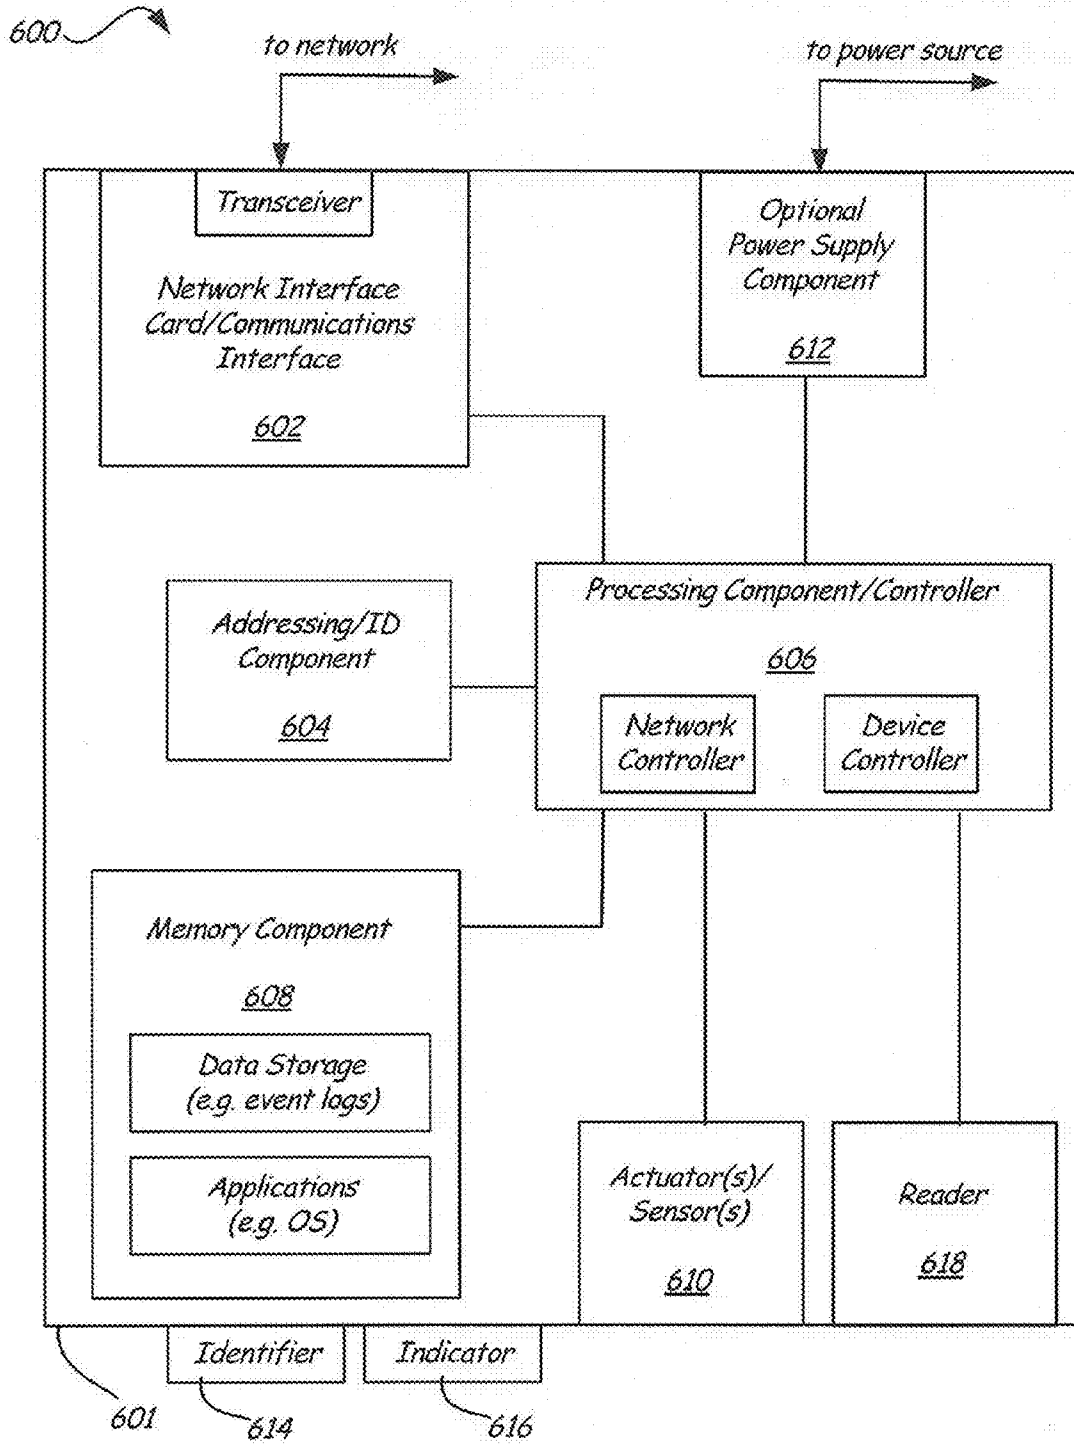 600
to network
to power source
Transceiver
Network Interface
Card/Communications
Interface
602
Optional
Power Supply
Component
612
Addressing/ID
Component
604
Processing Component/Controller
606
Network
Controller
Device
Controller
Memory Component
608
Data Storage
(e.g. event logs)
Applications
(e.g. OS)
Actuator(s)/
Sensor(s)
610
Reader
618
Identifier
Indicator
601
614
616